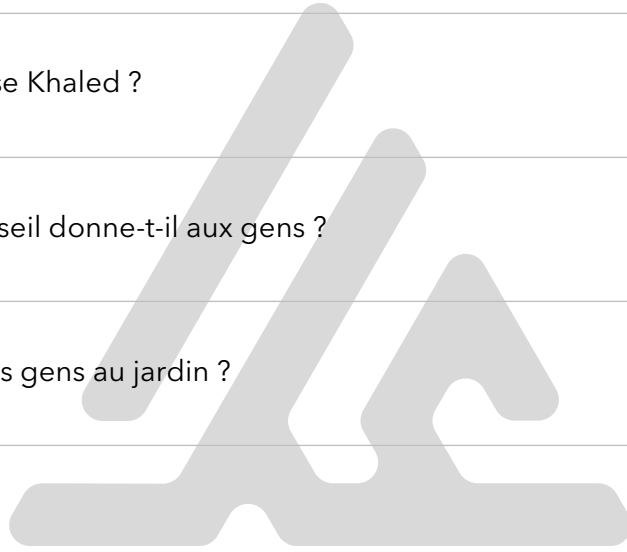 se Khaled ?
seil donne-t-il aux gens ?
s gens au jardin ?